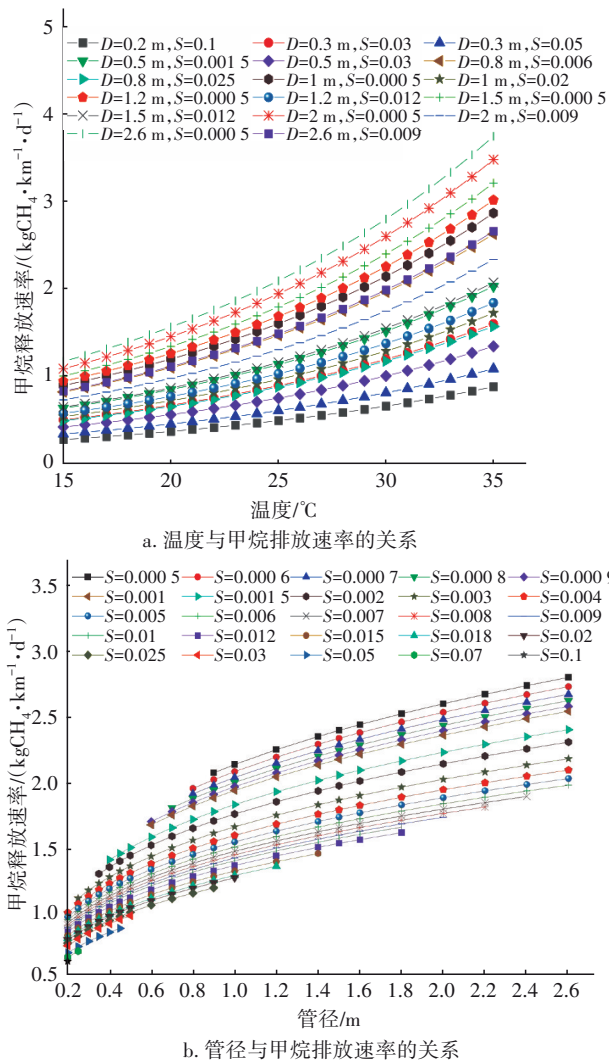 5
D=0.2 m,S=0.1 D=0.3 m,S=0.03 D=0.3 m,S=0.05
D=0.5 m,S=0.001 5 D=0.5 m,S=0.03 D=0.8 m,S=0.006
D=0.8 m,S=0.025 D=1 m,S=0.000 5 D=1 m,S=0.02
4
D=1.2 m,S=0.000 5 D=1.2 m,S=0.012 D=1.5 m,S=0.000 5
D=1.5 m,S=0.012 D=2 m,S=0.000 5 D=2 m,S=0.009
D=2.6 m,S=0.000 5 D=2.6 m,S=0.009
3
2
1
0
甲烷释放速率/(kgCH₄·km⁻¹·d⁻¹)
15 20 25 30 35
温度/℃
a. 温度与甲烷排放速率的关系
S=0.000 5 S=0.000 6 S=0.000 7 S=0.000 8 S=0.000 9
3.5
S=0.001 S=0.001 5 S=0.002 S=0.003 S=0.004
S=0.005 S=0.006 S=0.007 S=0.008 S=0.009
S=0.01 S=0.012 S=0.015 S=0.018 S=0.02
3.0
S=0.025 S=0.03 S=0.05 S=0.07 S=0.1
2.5
2.0
1.5
1.0
0.5
甲烷释放速率/(kgCH₄·km⁻¹·d⁻¹)
0.2 0.4 0.6 0.8 1.0 1.2 1.4 1.6 1.8 2.0 2.2 2.4 2.6
管径/m
b. 管径与甲烷排放速率的关系